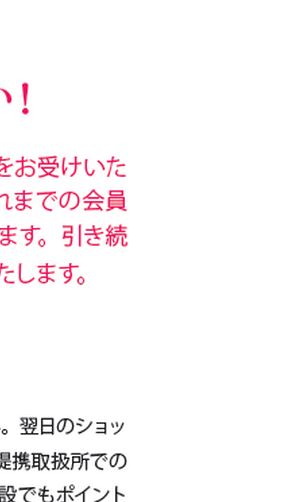 い！
をお受けいた
れまでの会員
ます。引き続
たします。
。翌日のショッ
提携取扱所での
設でもポイント